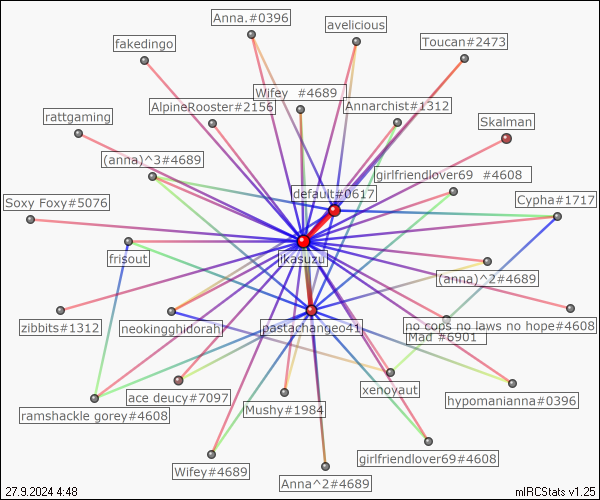 Anna.#0396
avelicious
fakedingo
Toucan#2473
Wifey  #4689
AlpineRooster#2156
Annarchist#1312
rattgaming
Skalman
(anna)^3#4689
girlfriendlover69  #4608
default#0617
Soxy Foxy#5076
Cypha#1717
frisout
ikasuzu
(anna)^2#4689
zibbits#1312
neokingghidorah
pastachangeo41
no cops no laws no hope#4608
Mad #6901
ace deucy#7097
xenoyaut
hypomanianna#0396
ramshackle gorey#4608
Mushy#1984
girlfriendlover69#4608
Wifey#4689
Anna^2#4689
27.9.2024 4:48
mIRCStats v1.25